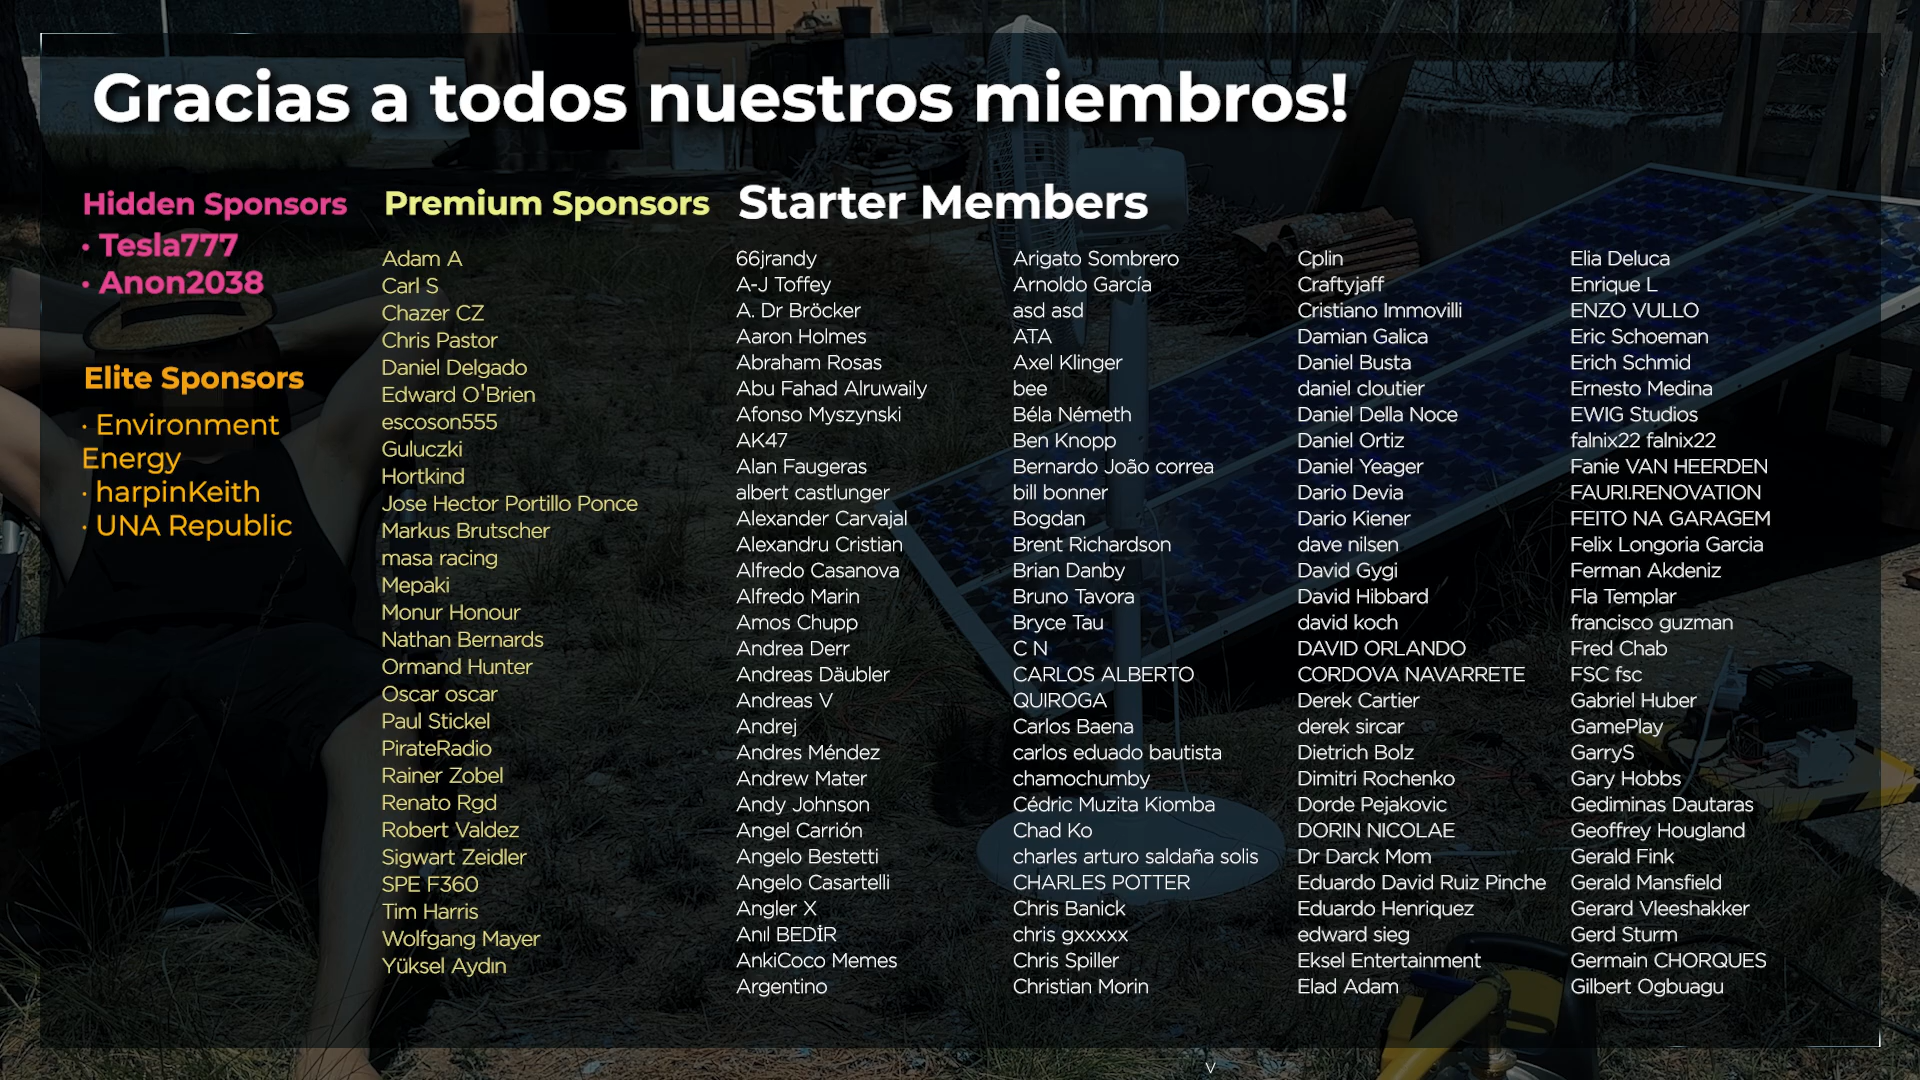 Gracias a todos nuestros miembros!
Hidden Sponsors
· Tesla777
· Anon2038
Elite Sponsors
· Environment
Energy
· harpinKeith
· UNA Republic
Premium Sponsors
Adam A
Carl S
Chazer CZ
Chris Pastor
Daniel Delgado
Edward O'Brien
escoson555
Guluczki
Hortkind
Jose Hector Portillo Ponce
Markus Brutscher
masa racing
Mepaki
Monur Honour
Nathan Bernards
Ormand Hunter
Oscar oscar
Paul Stickel
PirateRadio
Rainer Zobel
Renato Rgd
Robert Valdez
Sigwart Zeidler
SPE F360
Tim Harris
Wolfgang Mayer
Yüksel Aydın
Starter Members
66jrandy
A-J Toffey
A. Dr Bröcker
Aaron Holmes
Abraham Rosas
Abu Fahad Alruwaily
Afonso Myszynski
AK47
Alan Faugeras
albert castlunger
Alexander Carvajal
Alexandru Cristian
Alfredo Casanova
Alfredo Marin
Amos Chupp
Andrea Derr
Andreas Däubler
Andreas V
Andrej
Andres Méndez
Andrew Mater
Andy Johnson
Angel Carrión
Angelo Bestetti
Angelo Casartelli
Angler X
Anıl BEDİR
AnkiCoco Memes
Argentino
Arigato Sombrero
Arnoldo García
asd asd
ATA
Axel Klinger
bee
Béla Németh
Ben Knopp
Bernardo João correa
bill bonner
Bogdan
Brent Richardson
Brian Danby
Bruno Tavora
Bryce Tau
C N
CARLOS ALBERTO
QUIROGA
Carlos Baena
carlos eduado bautista
chamochumby
Cédric Muzita Kiomba
Chad Ko
charles arturo saldaña solis
CHARLES POTTER
Chris Banick
chris gxxxxx
Chris Spiller
Christian Morin
Cplin
Craftyjaff
Cristiano Immovilli
Damian Galica
Daniel Busta
daniel cloutier
Daniel Della Noce
Daniel Ortiz
Daniel Yeager
Dario Devia
Dario Kiener
dave nilsen
David Gygi
David Hibbard
david koch
DAVID ORLANDO
CORDOVA NAVARRETE
Derek Cartier
derek sircar
Dietrich Bolz
Dimitri Rochenko
Dorde Pejakovic
DORIN NICOLAE
Dr Darck Mom
Eduardo David Ruiz Pinche
Eduardo Henriquez
edward sieg
Eksel Entertainment
Elad Adam
Elia Deluca
Enrique L
ENZO VULLO
Eric Schoeman
Erich Schmid
Ernesto Medina
EWIG Studios
falnix22 falnix22
Fanie VAN HEERDEN
FAURI.RENOVATION
FEITO NA GARAGEM
Felix Longoria Garcia
Ferman Akdeniz
Fla Templar
francisco guzman
Fred Chab
FSC fsc
Gabriel Huber
GamePlay
GarryS
Gary Hobbs
Gediminas Dautaras
Geoffrey Hougland
Gerald Fink
Gerald Mansfield
Gerard Vleeshakker
Gerd Sturm
Germain CHORQUES
Gilbert Ogbuagu
V